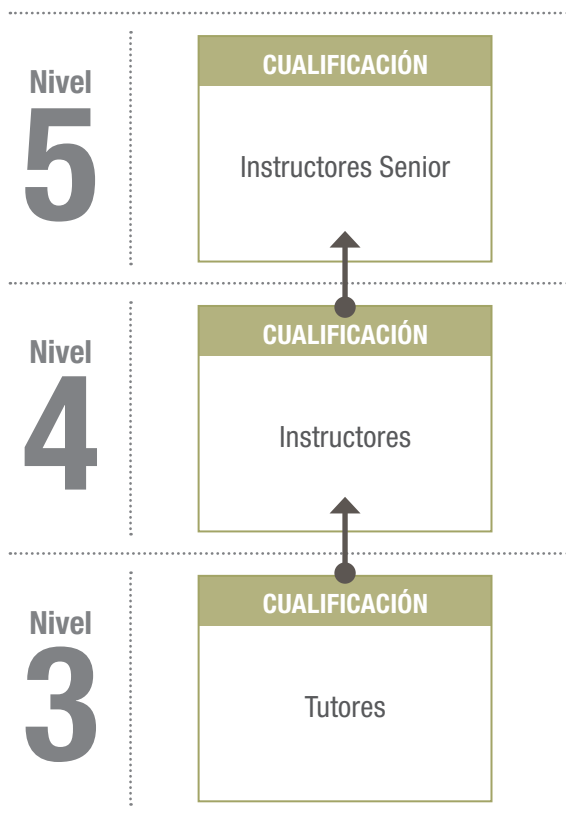 Nivel
5
CUALIFICACIÓN
Instructores Senior
Nivel
4
CUALIFICACIÓN
Instructores
Nivel
3
CUALIFICACIÓN
Tutores